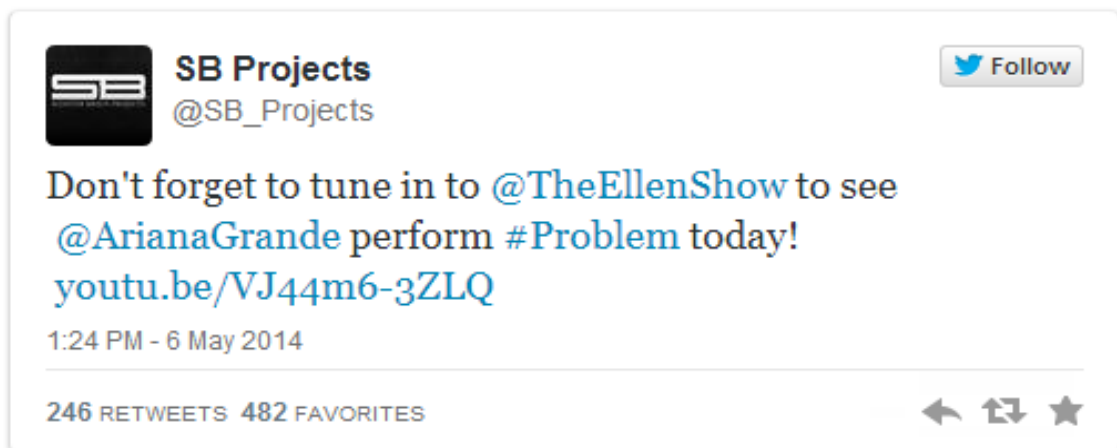 SB
SB Projects
@SB_Projects
Follow
Don't forget to tune in to @TheEllenShow to see
@ArianaGrande perform #Problem today!
youtu.be/VJ44m6-3ZLQ
1:24 PM - 6 May 2014
246 RETWEETS 482 FAVORITES